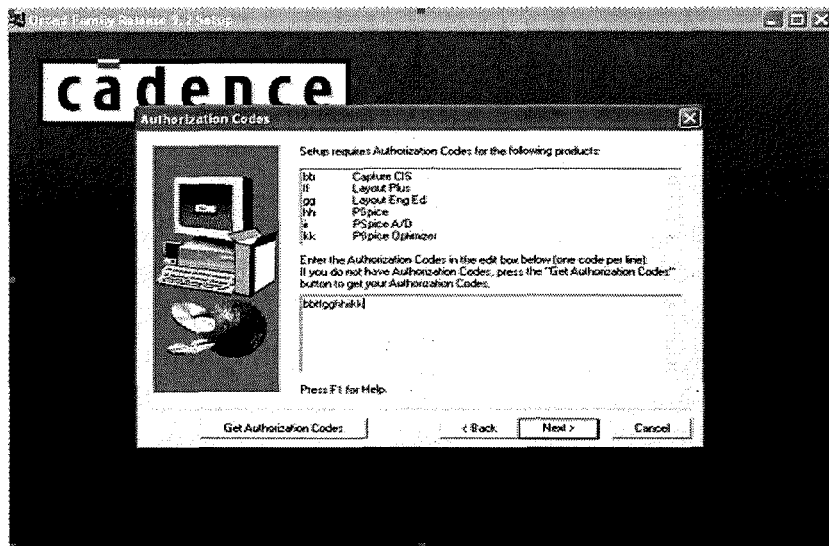 Orcad Family Release 9.2 Setup
cādence
Authorization Codes
Setup requires Authorization Codes for the following products:
bb Capture CIS
lf Layout Plus
gg Layout Eng Ed
hh PSpice
ii PSpice A/D
kk PSpice Optimizer
Enter the Authorization Codes in the edit box below (one code per line).
If you do not have Authorization Codes, press the "Get Authorization Codes"
button to get your Authorization Codes.
Press F1 for Help.
Get Authorization Codes
< Back
Next >
Cancel